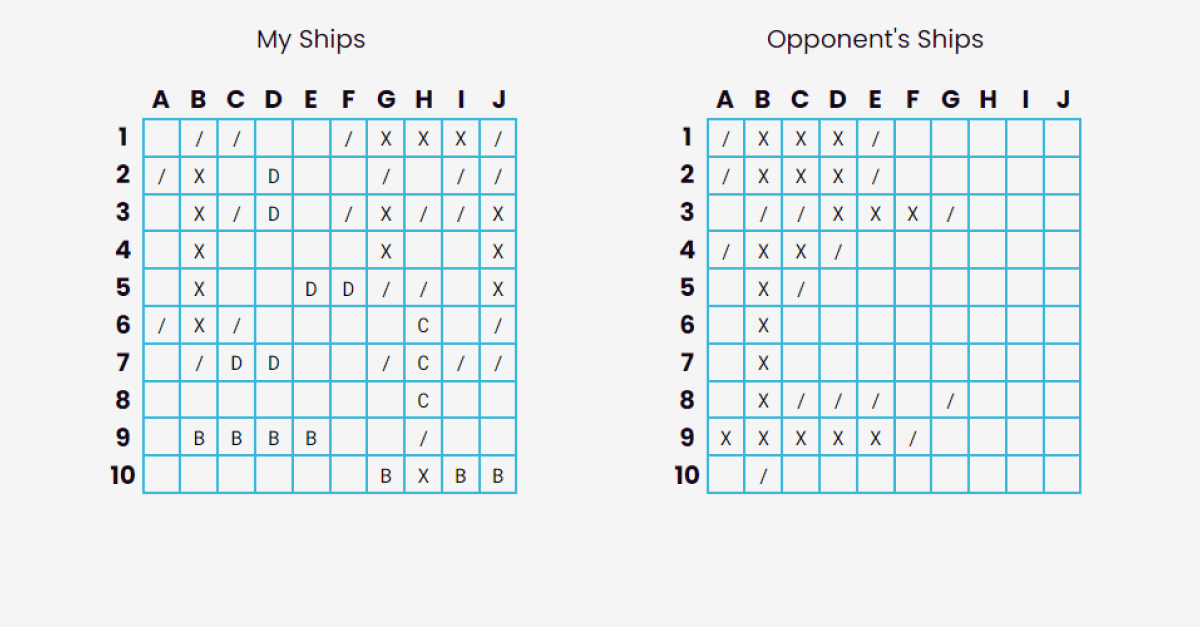 My Ships Opponent's Ships
A B C D E F G H I J A B C D E F G H I J
1 / / / X X X / 1 / X X X /
2 / X D / / / 2 / X X X /
3 X / D / X / / X 3 / / X X X /
4 X X X 4 / X X /
5 X D D / / X 5 X /
6 / X / C / 6 X
7 / D D / C / / 7 X
8 C 8 X / / / /
9 B B B B / 9 X X X X X /
10 B X B B 10 /